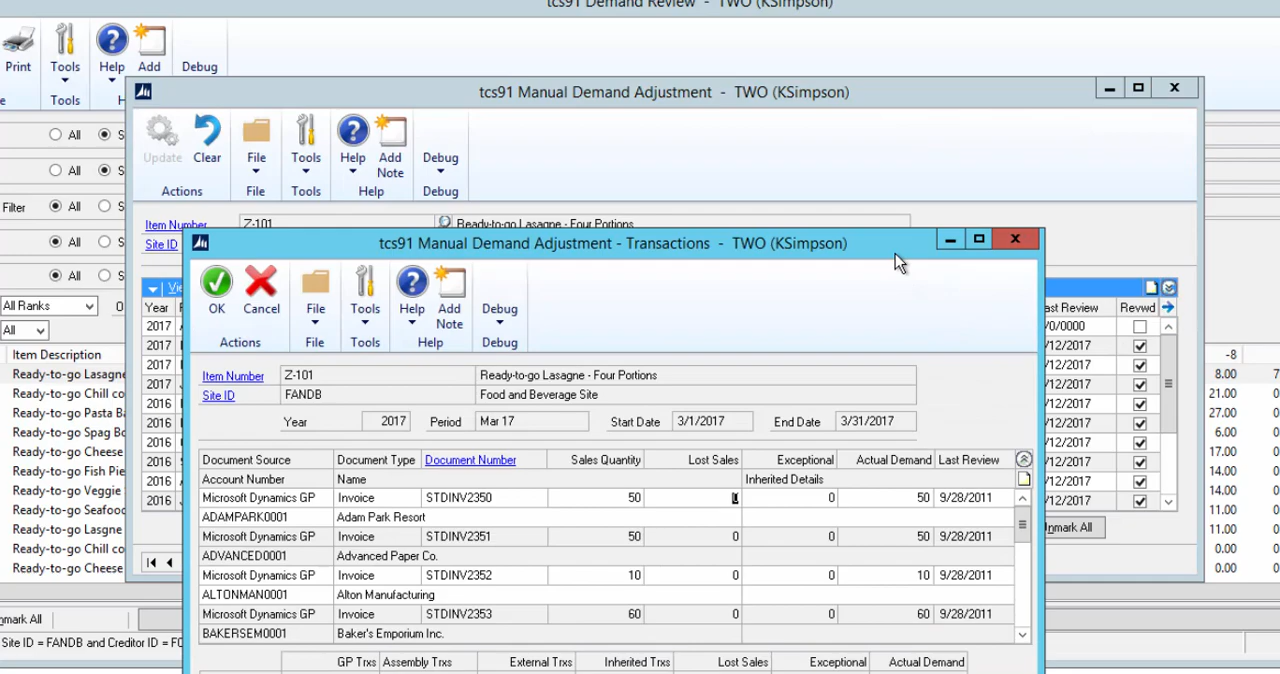 tcs91 Demand Review - TWO (KSimpson)
Print Tools Help Add Debug
Tools
tcs91 Manual Demand Adjustment - TWO (KSimpson)
Update Clear File Tools Help Add Note Debug
Actions File Tools Help Debug
All
All
Filter All
All
All
All Ranks 0
All
Item Description -8
Ready-to-go Lasagne 8.00 7
Ready-to-go Chill co 21.00
Ready-to-go Pasta Ba 27.00
Ready-to-go Spag Bo 6.00
Ready-to-go Cheese 27.00
Ready-to-go Fish Pie 14.00
Ready-to-go Veggie 14.00
Ready-to-go Seafood 11.00
Ready-to-go Lasgne 11.00
Ready-to-go Chill co 0.00
Ready-to-go Cheese 0.00
nmark All
Site ID = FANDB and Creditor ID = FO
Item Number Z-101 Ready-to-go Lasagne - Four Portions
Site ID
Year
2017
2017
2017
2017
2016
2016
2016
2016
2016
2016
ast Review Revwd
/0/0000
/12/2017
/12/2017
/12/2017
/12/2017
/12/2017
/12/2017
/12/2017
/12/2017
/12/2017
nmark All
tcs91 Manual Demand Adjustment - Transactions - TWO (KSimpson)
OK Cancel File Tools Help Add Note Debug
Actions File Tools Help Debug
Item Number Z-101 Ready-to-go Lasagne - Four Portions
Site ID FANDB Food and Beverage Site
Year 2017 Period Mar 17 Start Date 3/1/2017 End Date 3/31/2017
Document Source Document Type Document Number Sales Quantity Lost Sales Exceptional Actual Demand Last Review
Account Number Name Inherited Details
Microsoft Dynamics GP Invoice STDINV2350 50 0 50 9/28/2011
ADAMPARK0001 Adam Park Resort
Microsoft Dynamics GP Invoice STDINV2351 50 0 0 50 9/28/2011
ADVANCED0001 Advanced Paper Co.
Microsoft Dynamics GP Invoice STDINV2352 10 0 0 10 9/28/2011
ALTONMAN0001 Alton Manufacturing
Microsoft Dynamics GP Invoice STDINV2353 60 0 0 60 9/28/2011
BAKERSEM0001 Baker's Emporium Inc.
GP Trxs Assembly Trxs External Trxs Inherited Trxs Lost Sales Exceptional Actual Demand